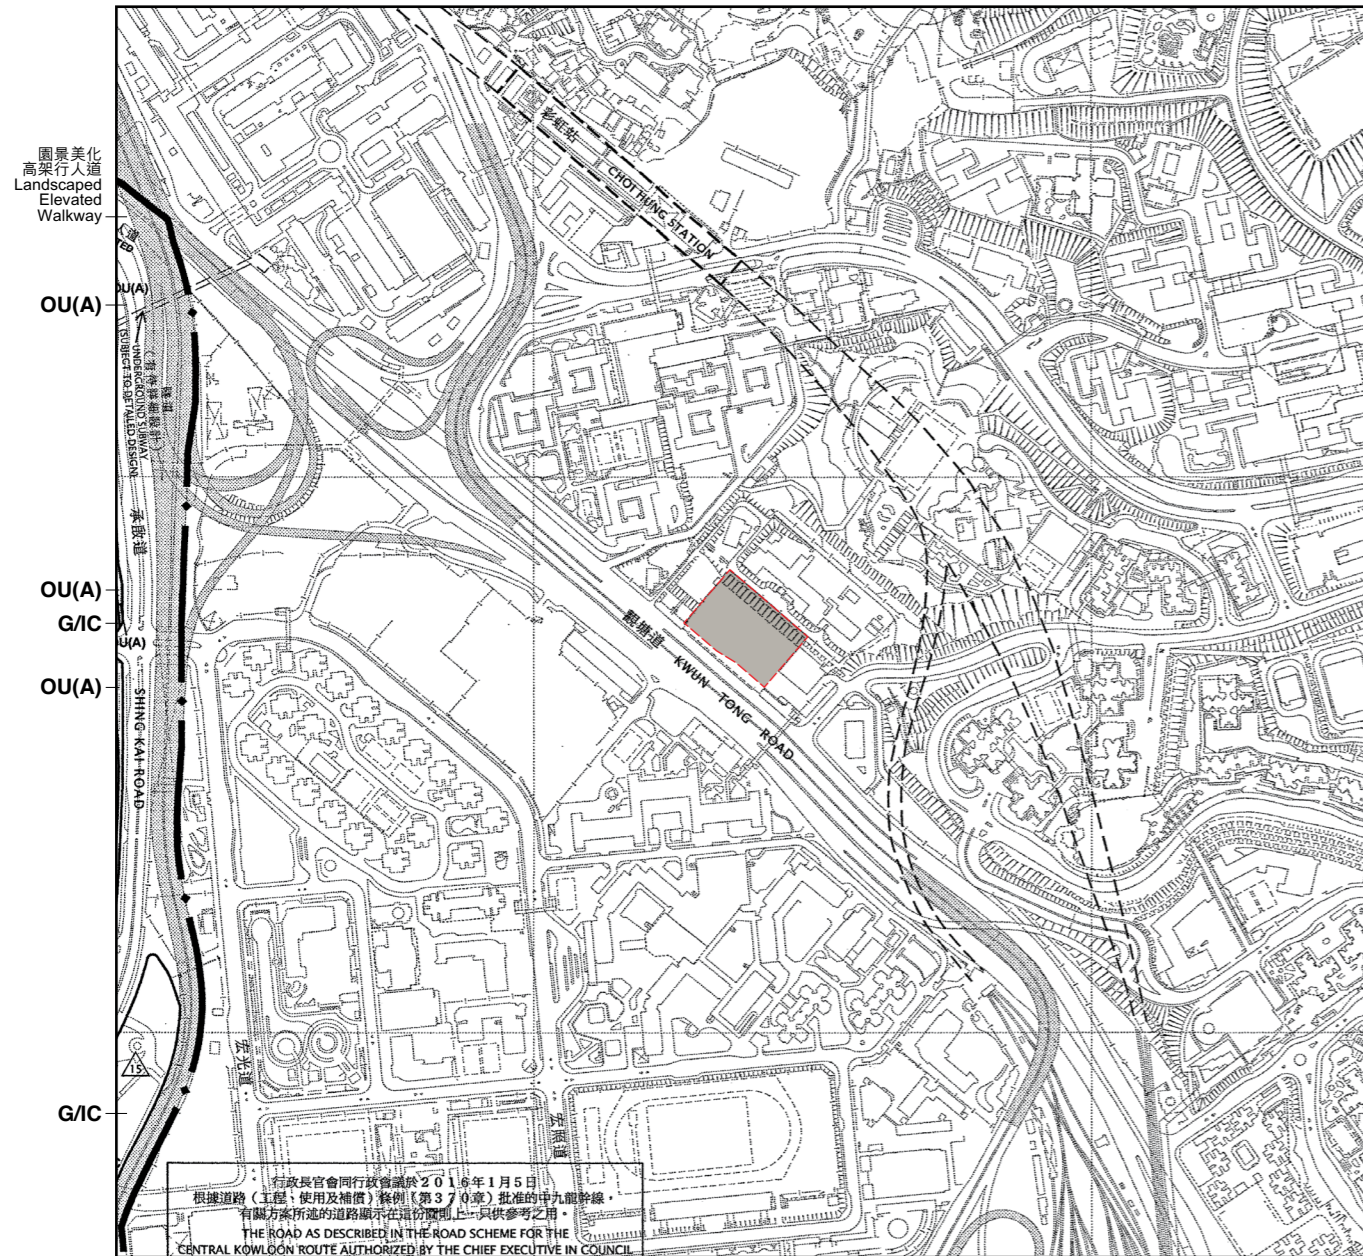 園景美化
高架行人道
Landscaped
Elevated
Walkway
OU(A)
OU(A)
G/IC
OU(A)
G/IC
彩虹站
CHOI HUNG STATION
隧道
UNDERGROUND SUBWAY
(SUBJECT TO DETAILED DESIGN)
承啟道
SHING KAI ROAD
觀塘道
KWUN TONG ROAD
宏光道
宏照道
15
行政長官會同行政會議於2016年1月5日
根據道路(工程、使用及補償)條例(第370章)批准的中九龍幹線,
有關方案所述的道路顯示在這份圖則上,只供參考之用。
THE ROAD AS DESCRIBED IN THE ROAD SCHEME FOR THE
CENTRAL KOWLOON ROUTE AUTHORIZED BY THE CHIEF EXECUTIVE IN COUNCIL